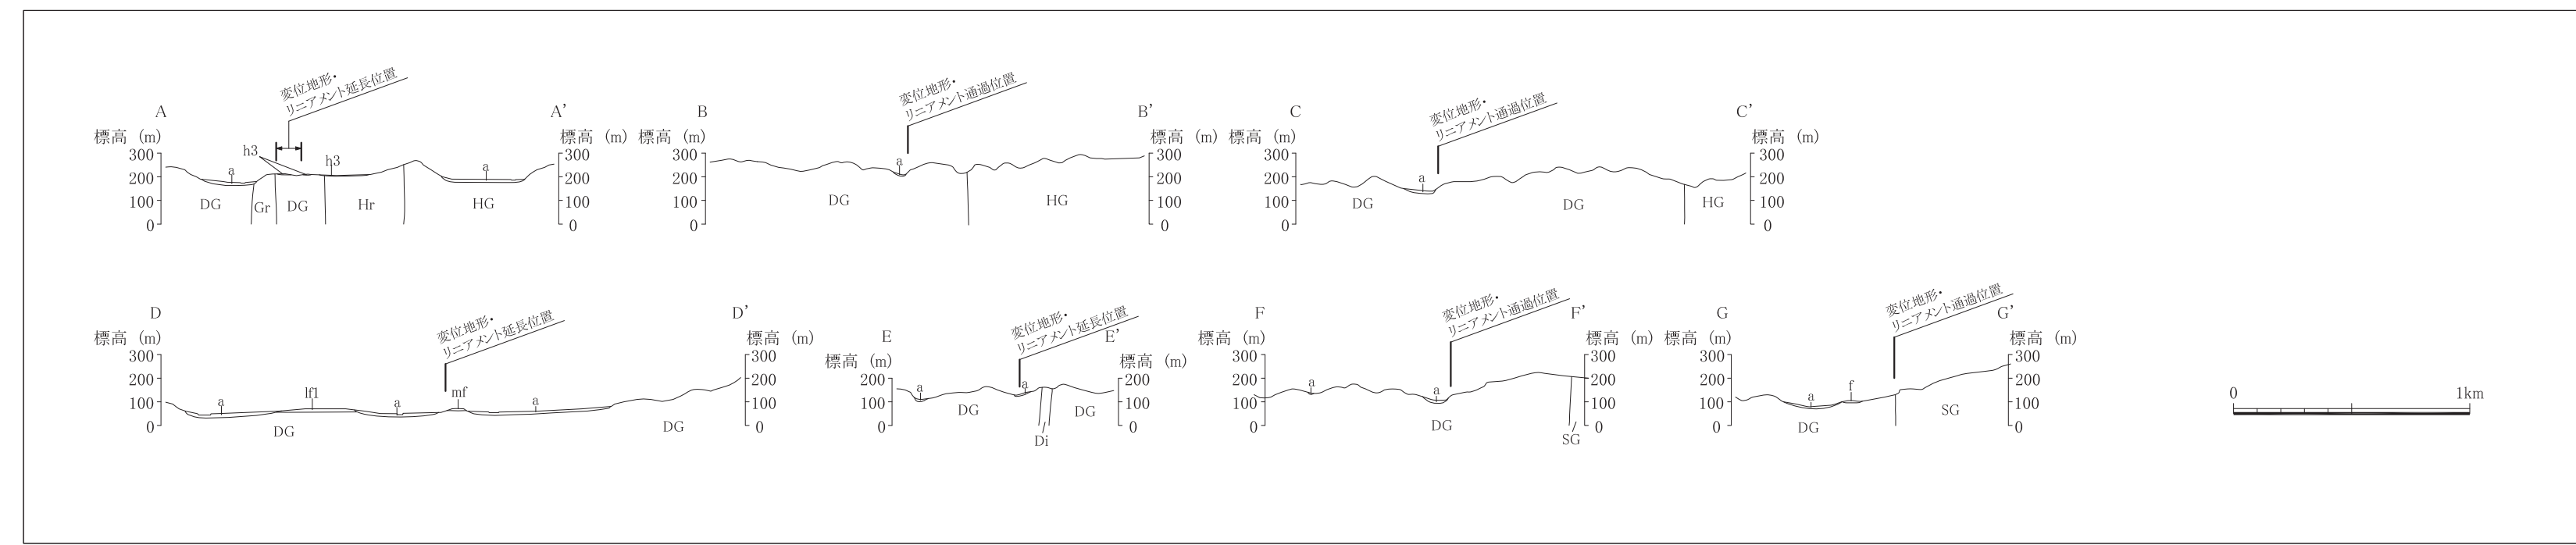 A
A'
変位地形・
リニアメント延長位置
標高 (m)
標高 (m)
300
200
100
0
300
200
100
0
h3
a
h3
a
DG
Gr
DG
Hr
HG
B
B'
変位地形・
リニアメント通過位置
標高 (m)
標高 (m)
300
200
100
0
300
200
100
0
a
DG
HG
C
C'
変位地形・
リニアメント通過位置
標高 (m)
標高 (m)
300
200
100
0
300
200
100
0
a
DG
DG
HG
D
D'
変位地形・
リニアメント延長位置
標高 (m)
標高 (m)
300
200
100
0
300
200
100
0
a
lf1
a
mf
a
DG
DG
E
E'
変位地形・
リニアメント延長位置
標高 (m)
標高 (m)
200
100
0
200
100
0
a
a
DG
Di
DG
F
F'
変位地形・
リニアメント通過位置
標高 (m)
標高 (m)
300
200
100
0
300
200
100
0
a
a
DG
SG
G
G'
変位地形・
リニアメント通過位置
標高 (m)
標高 (m)
300
200
100
0
300
200
100
0
a
f
DG
SG
0
1km